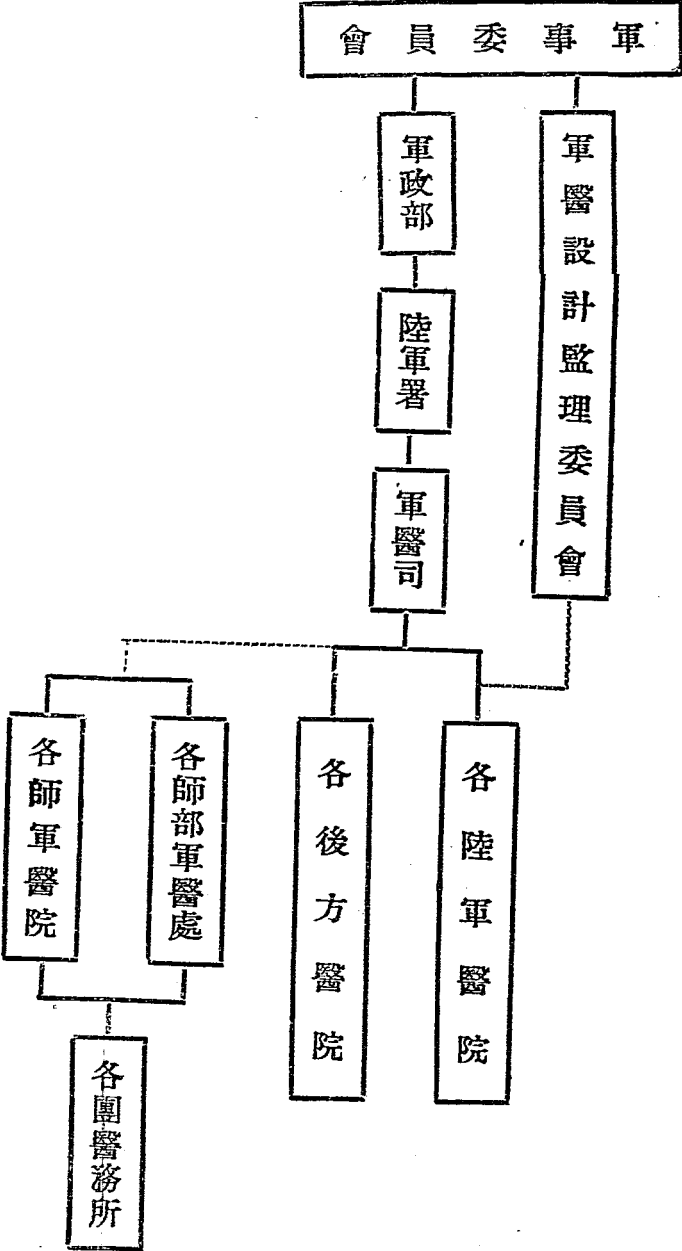 軍事委員會
軍醫設計監理委員會
軍政部
陸軍署
軍醫司
各陸軍醫院
各後方醫院
各師部軍醫處
各師軍醫院
各團醫務所